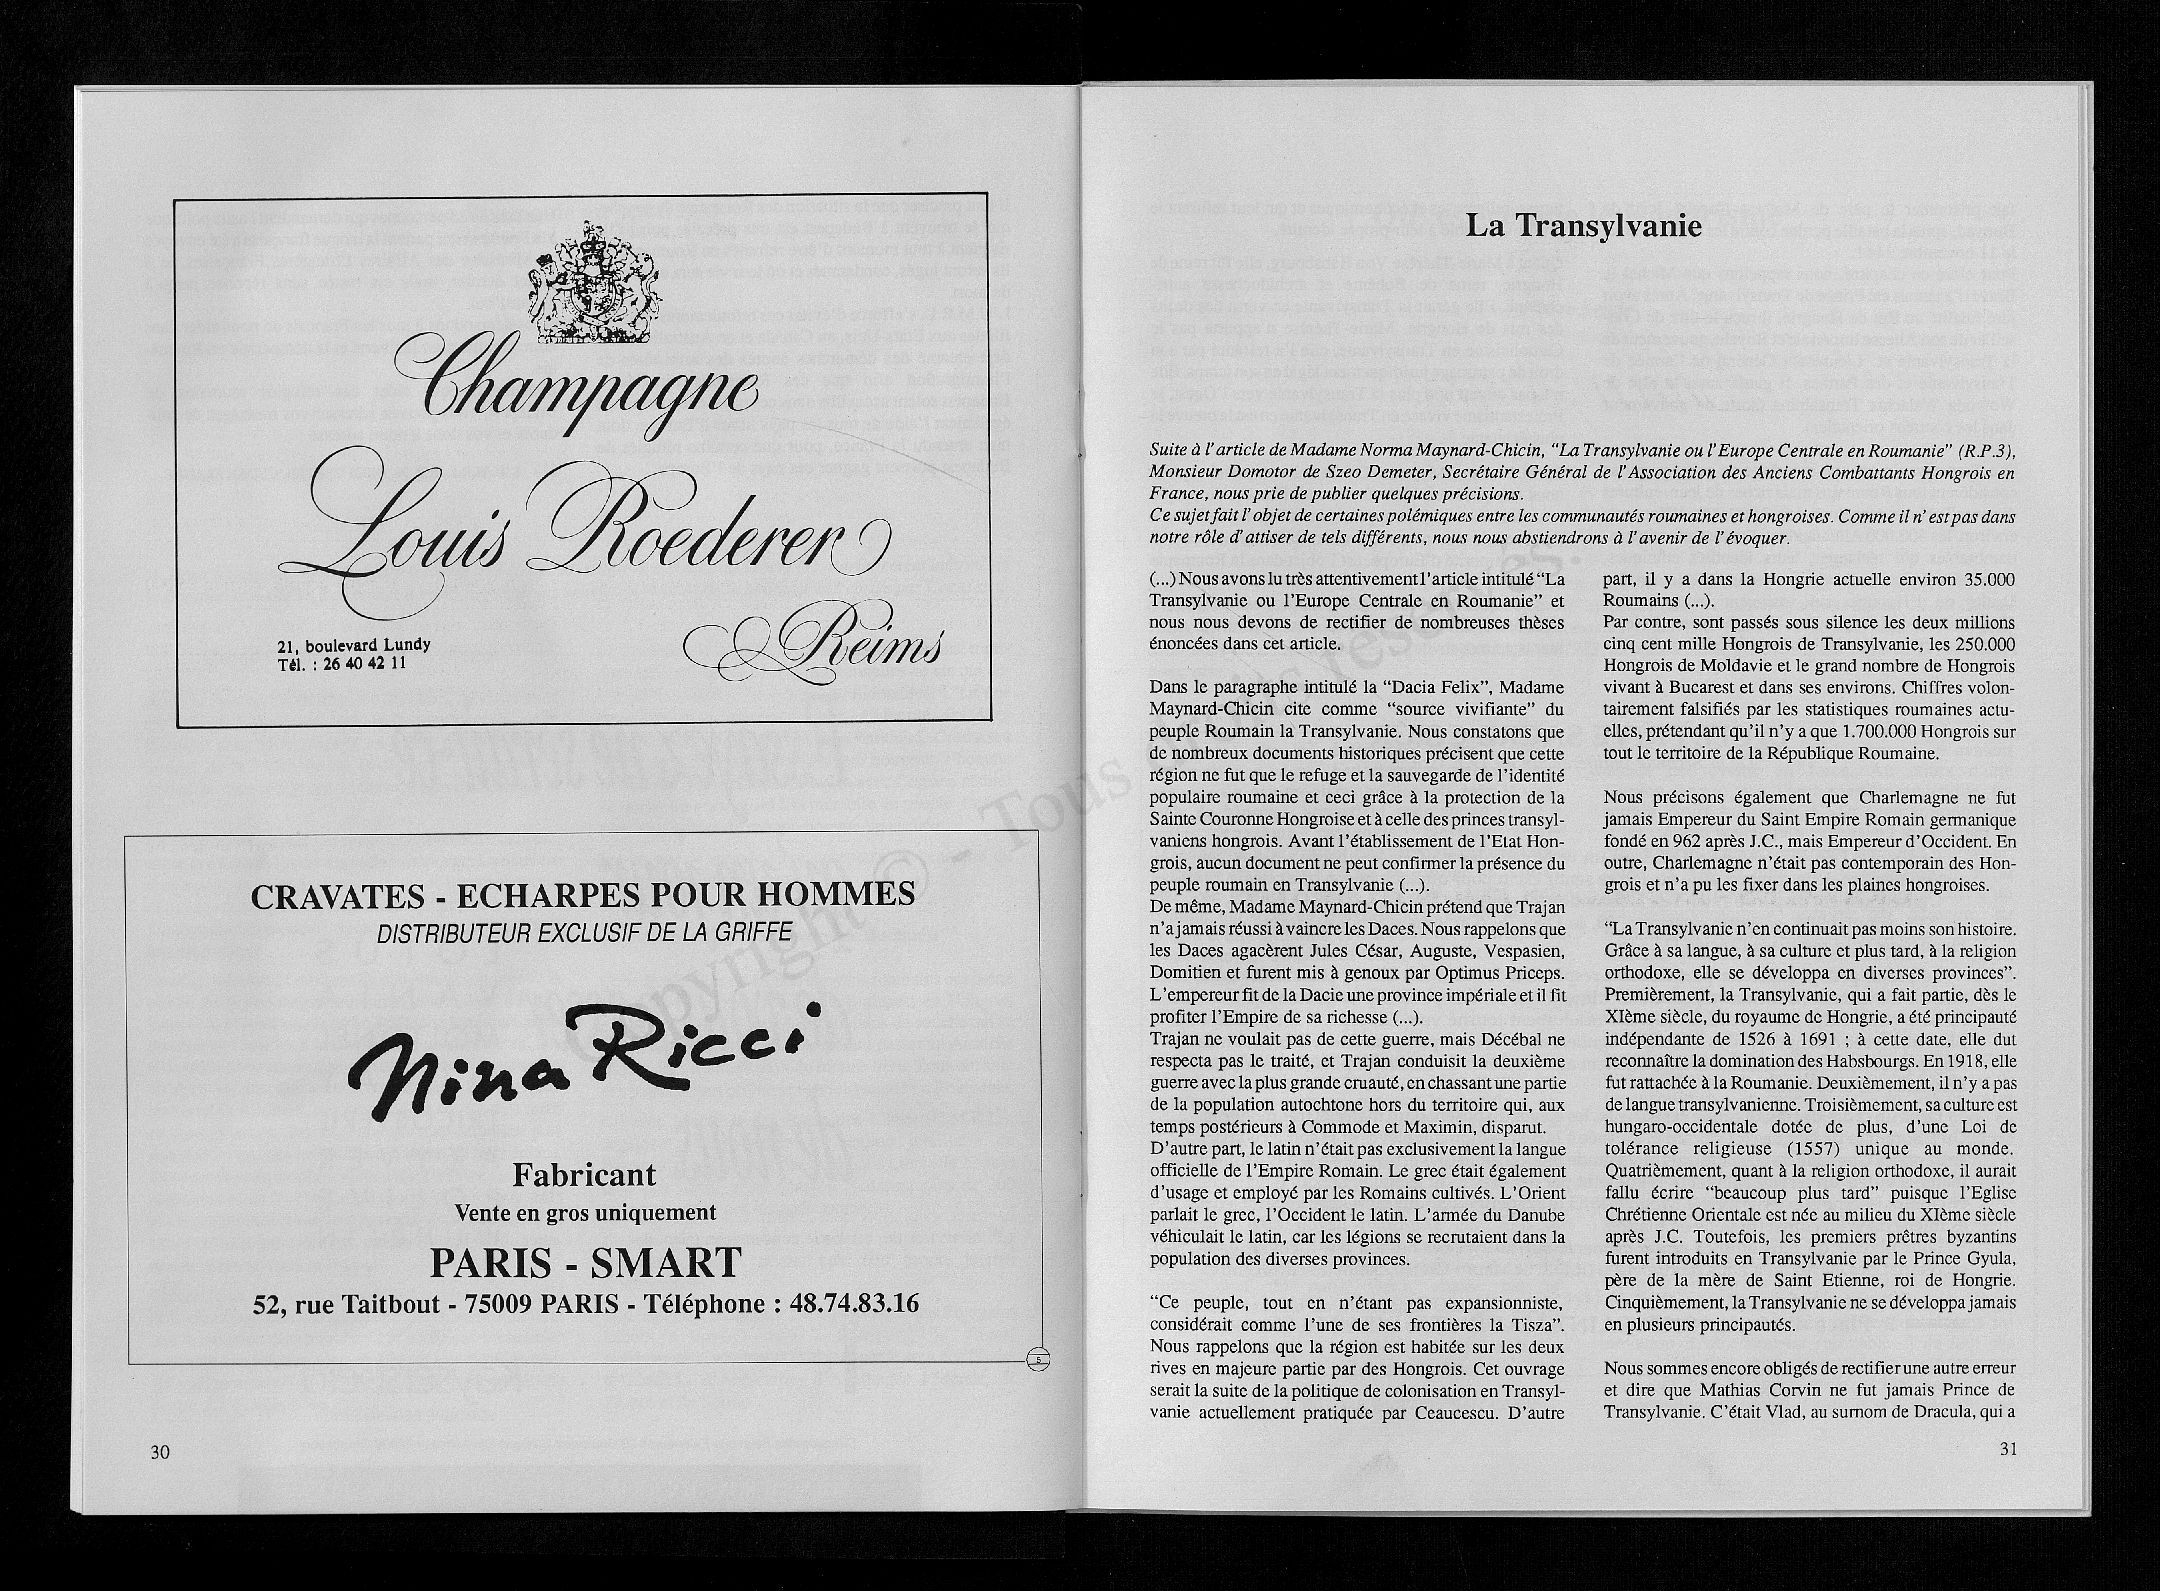 Champagne
Louis Roederer
Reims
21, boulevard Lundy
Tél. : 26 40 42 11
CRAVATES - ECHARPES POUR HOMMES
DISTRIBUTEUR EXCLUSIF DE LA GRIFFE
Nina Ricci
Fabricant
Vente en gros uniquement
PARIS - SMART
52, rue Taitbout - 75009 PARIS - Téléphone : 48.74.83.16
5
30
La Transylvanie
Suite à l'article de Madame Norma Maynard-Chicin, "La Transylvanie ou l'Europe Centrale en Roumanie" (R.P.3),
Monsieur Domotor de Szeo Demeter, Secrétaire Général de l'Association des Anciens Combattants Hongrois en
France, nous prie de publier quelques précisions.
Ce sujet fait l'objet de certaines polémiques entre les communautés roumaines et hongroises. Comme il n'est pas dans
notre rôle d'attiser de tels différents, nous nous abstiendrons à l'avenir de l'évoquer.
(...) Nous avons lu très attentivement l'article intitulé "La
Transylvanie ou l'Europe Centrale en Roumanie" et
nous nous devons de rectifier de nombreuses thèses
énoncées dans cet article.
Dans le paragraphe intitulé la "Dacia Felix", Madame
Maynard-Chicin cite comme "source vivifiante" du
peuple Roumain la Transylvanie. Nous constatons que
de nombreux documents historiques précisent que cette
région ne fut que le refuge et la sauvegarde de l'identité
populaire roumaine et ceci grâce à la protection de la
Sainte Couronne Hongroise et à celle des princes transyl-
vaniens hongrois. Avant l'établissement de l'Etat Hon-
grois, aucun document ne peut confirmer la présence du
peuple roumain en Transylvanie (...).
De même, Madame Maynard-Chicin prétend que Trajan
n'a jamais réussi à vaincre les Daces. Nous rappelons que
les Daces agacèrent Jules César, Auguste, Vespasien,
Domitien et furent mis à genoux par Optimus Priceps.
L'empereur fit de la Dacie une province impériale et il fit
profiter l'Empire de sa richesse (...).
Trajan ne voulait pas de cette guerre, mais Décébal ne
respecta pas le traité, et Trajan conduisit la deuxième
guerre avec la plus grande cruauté, en chassant une partie
de la population autochtone hors du territoire qui, aux
temps postérieurs à Commode et Maximin, disparut.
D'autre part, le latin n'était pas exclusivement la langue
officielle de l'Empire Romain. Le grec était également
d'usage et employé par les Romains cultivés. L'Orient
parlait le grec, l'Occident le latin. L'armée du Danube
véhiculait le latin, car les légions se recrutaient dans la
population des diverses provinces.
"Ce peuple, tout en n'étant pas expansionniste,
considérait comme l'une de ses frontières la Tisza".
Nous rappelons que la région est habitée sur les deux
rives en majeure partie par des Hongrois. Cet ouvrage
serait la suite de la politique de colonisation en Transyl-
vanie actuellement pratiquée par Ceaucescu. D'autre
part, il y a dans la Hongrie actuelle environ 35.000
Roumains (...).
Par contre, sont passés sous silence les deux millions
cinq cent mille Hongrois de Transylvanie, les 250.000
Hongrois de Moldavie et le grand nombre de Hongrois
vivant à Bucarest et dans ses environs. Chiffres volon-
tairement falsifiés par les statistiques roumaines actu-
elles, prétendant qu'il n'y a que 1.700.000 Hongrois sur
tout le territoire de la République Roumaine.
Nous précisons également que Charlemagne ne fut
jamais Empereur du Saint Empire Romain germanique
fondé en 962 après J.C., mais Empereur d'Occident. En
outre, Charlemagne n'était pas contemporain des Hon-
grois et n'a pu les fixer dans les plaines hongroises.
"La Transylvanie n'en continuait pas moins son histoire.
Grâce à sa langue, à sa culture et plus tard, à la religion
orthodoxe, elle se développa en diverses provinces".
Premièrement, la Transylvanie, qui a fait partie, dès le
XIème siècle, du royaume de Hongrie, a été principauté
indépendante de 1526 à 1691 ; à cette date, elle dut
reconnaître la domination des Habsbourgs. En 1918, elle
fut rattachée à la Roumanie. Deuxièmement, il n'y a pas
de langue transylvanienne. Troisièmement, sa culture est
hungaro-occidentale dotée de plus, d'une Loi de
tolérance religieuse (1557) unique au monde.
Quatrièmement, quant à la religion orthodoxe, il aurait
fallu écrire "beaucoup plus tard" puisque l'Eglise
Chrétienne Orientale est née au milieu du XIème siècle
après J.C. Toutefois, les premiers prêtres byzantins
furent introduits en Transylvanie par le Prince Gyula,
père de la mère de Saint Etienne, roi de Hongrie.
Cinquièmement, la Transylvanie ne se développa jamais
en plusieurs principautés.
Nous sommes encore obligés de rectifier une autre erreur
et dire que Mathias Corvin ne fut jamais Prince de
Transylvanie. C'était Vlad, au surnom de Dracula, qui a
31
Copyright © - Tous